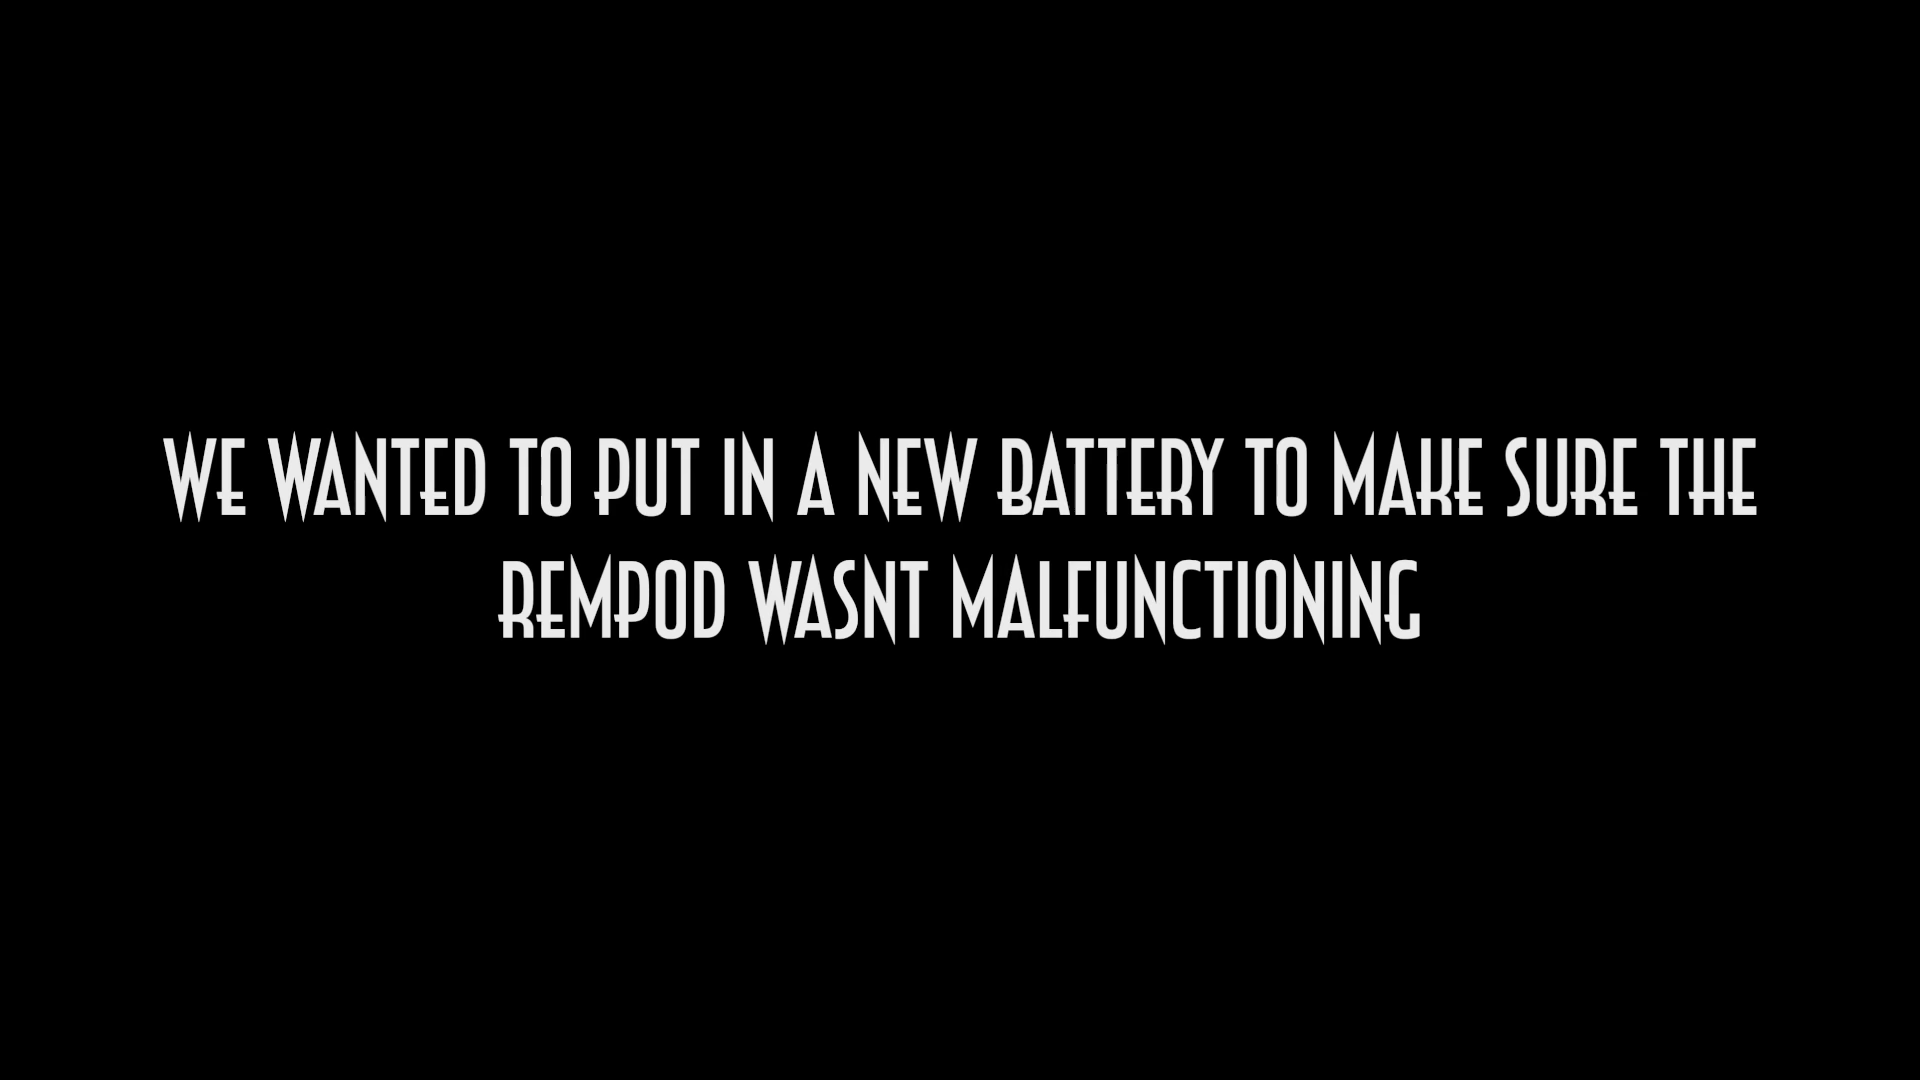 WE WANTED TO PUT IN A NEW BATTERY TO MAKE SURE THE
REMPOD WASNT MALFUNCTIONING